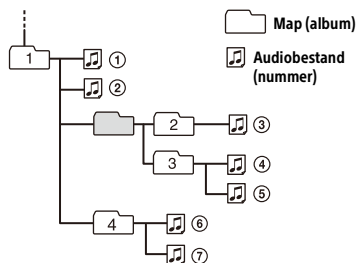 Map (album)
1 ①
Audiobestand
(nummer)
②
2 ③
3 ④
⑤
4 ⑥
⑦